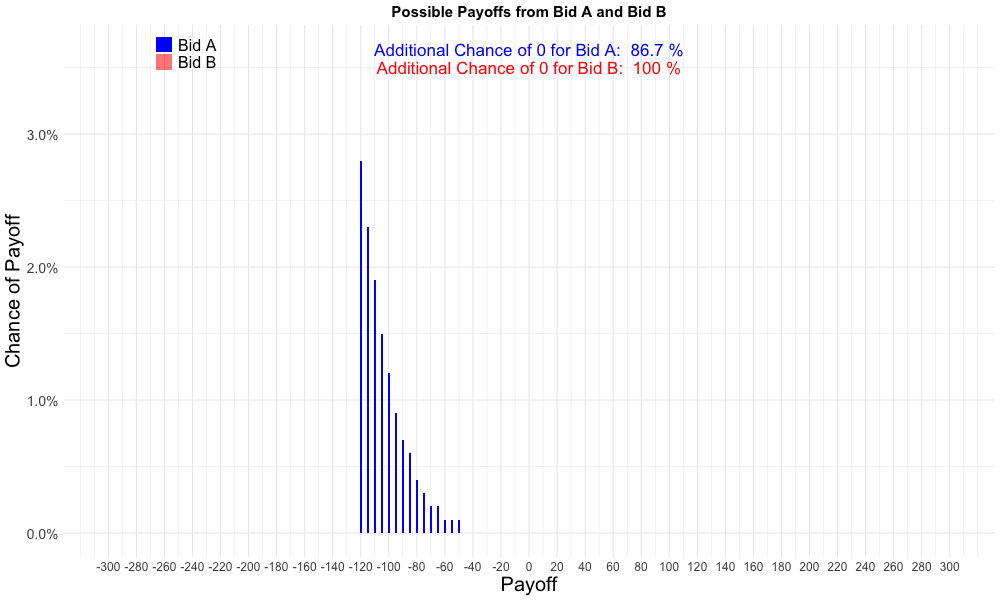 Possible Payoffs from Bid A and Bid B
Bid A
Bid B
Additional Chance of 0 for Bid A:  86.7 %
Additional Chance of 0 for Bid B:  100 %
Chance of Payoff
3.0%
2.0%
1.0%
0.0%
-300 -280 -260 -240 -220 -200 -180 -160 -140 -120 -100 -80 -60 -40 -20 0 20 40 60 80 100 120 140 160 180 200 220 240 260 280 300
Payoff